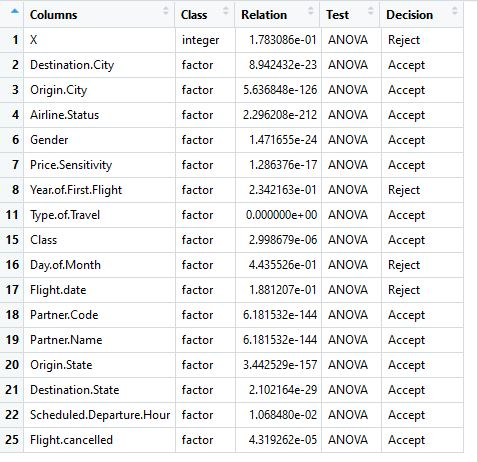 Columns Class Relation Test Decision
1 X integer 1.783086e-01 ANOVA Reject
2 Destination.City factor 8.942432e-23 ANOVA Accept
3 Origin.City factor 5.636848e-126 ANOVA Accept
4 Airline.Status factor 2.296208e-212 ANOVA Accept
6 Gender factor 1.471655e-24 ANOVA Accept
7 Price.Sensitivity factor 1.286376e-17 ANOVA Accept
8 Year.of.First.Flight factor 2.342163e-01 ANOVA Reject
11 Type.of.Travel factor 0.000000e+00 ANOVA Accept
15 Class factor 2.998679e-06 ANOVA Accept
16 Day.of.Month factor 4.435526e-01 ANOVA Reject
17 Flight.date factor 1.881207e-01 ANOVA Reject
18 Partner.Code factor 6.181532e-144 ANOVA Accept
19 Partner.Name factor 6.181532e-144 ANOVA Accept
20 Origin.State factor 3.442529e-157 ANOVA Accept
21 Destination.State factor 2.102164e-29 ANOVA Accept
22 Scheduled.Departure.Hour factor 1.068480e-02 ANOVA Accept
25 Flight.cancelled factor 4.319262e-05 ANOVA Accept